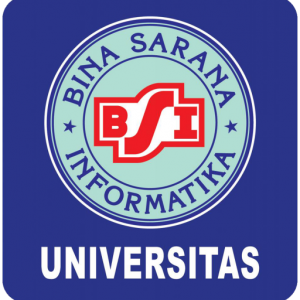 BINA SARANA
BSI
INFORMATIKA
UNIVERSITAS